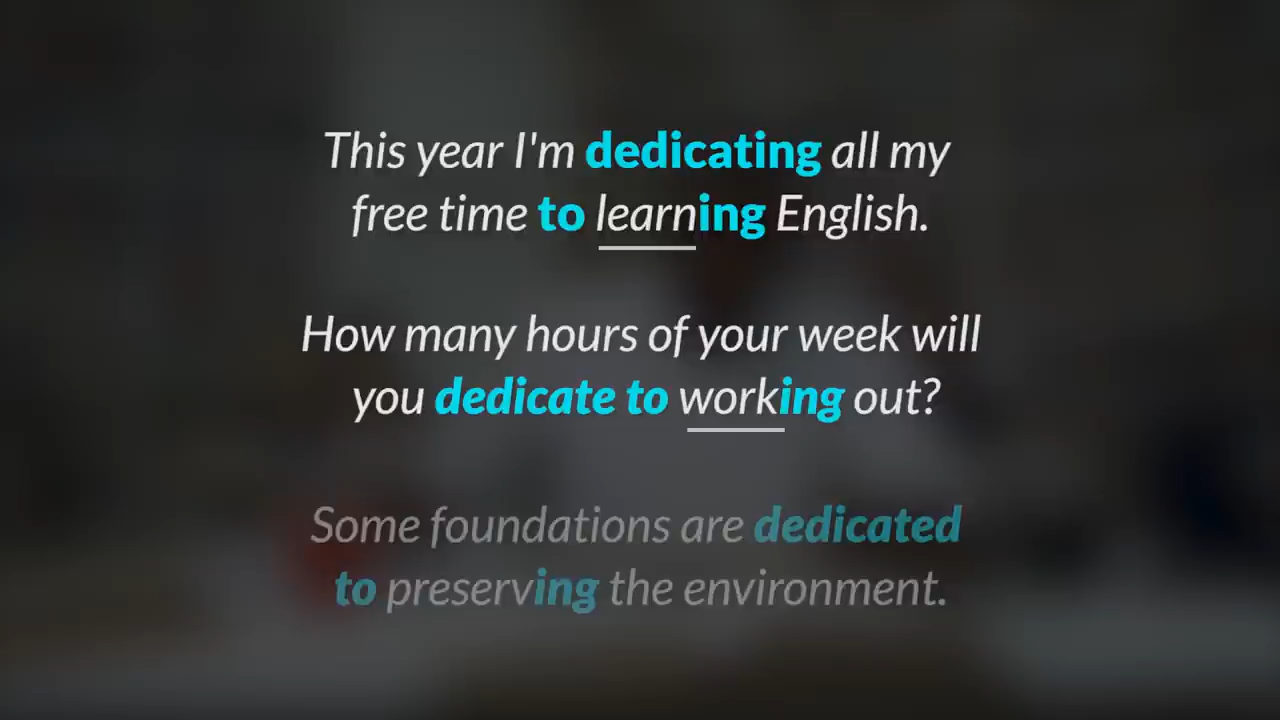 This year I'm dedicating all my
free time to learning English.
How many hours of your week will
you dedicate to working out?
Some foundations are dedicated
to preserving the environment.